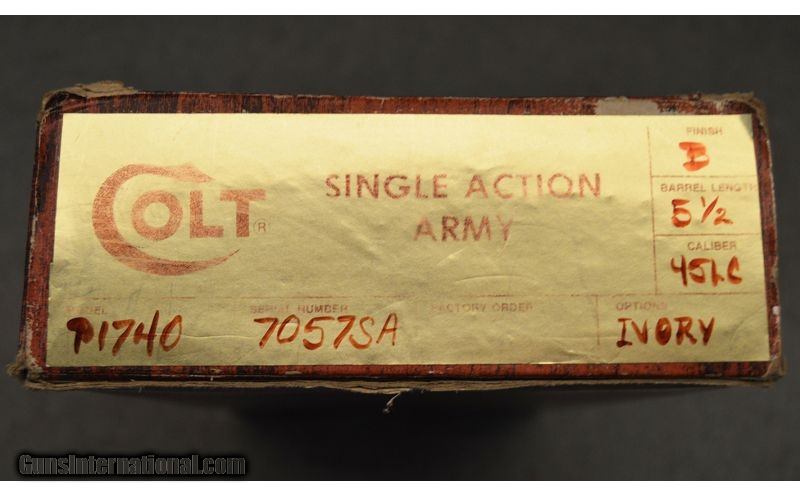 COLT®
SINGLE ACTION
ARMY
FINISH
B
BARREL LENGTH
5 1/2
CALIBER
45LC
MODEL
P1740
SERIAL NUMBER
7057SA
FACTORY ORDER
OPTIONS
IVORY
GunsInternational.com